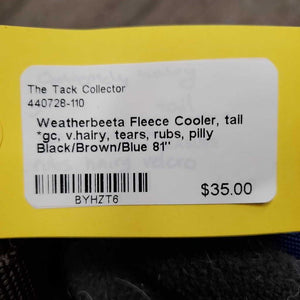 The Tack Collector
440728-110
Weatherbeeta Fleece Cooler, tail
*gc, v.hairy, tears, rubs, pilly
Black/Brown/Blue 81"
BYHZT6
$35.00